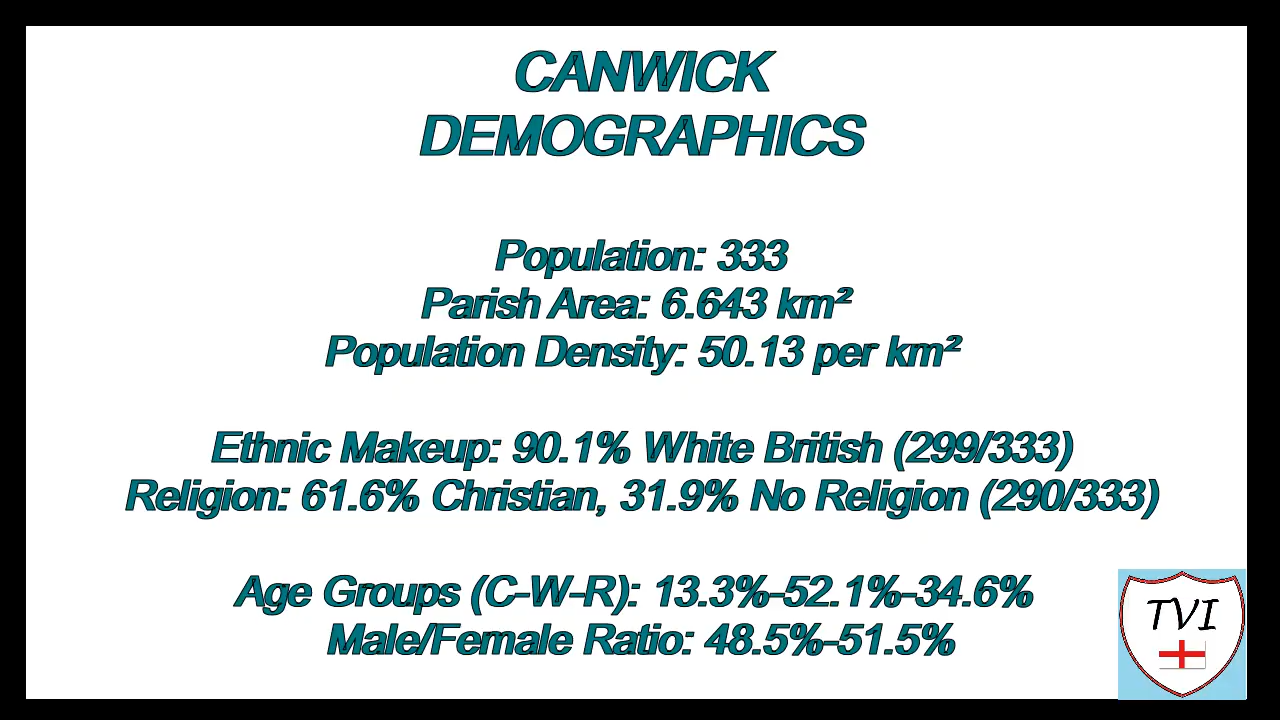 CANWICK
DEMOGRAPHICS
Population: 333
Parish Area: 6.643 km²
Population Density: 50.13 per km²
Ethnic Makeup: 90.1% White British (299/333)
Religion: 61.6% Christian, 31.9% No Religion (290/333)
Age Groups (C-W-R): 13.3%-52.1%-34.6%
Male/Female Ratio: 48.5%-51.5%
TVI